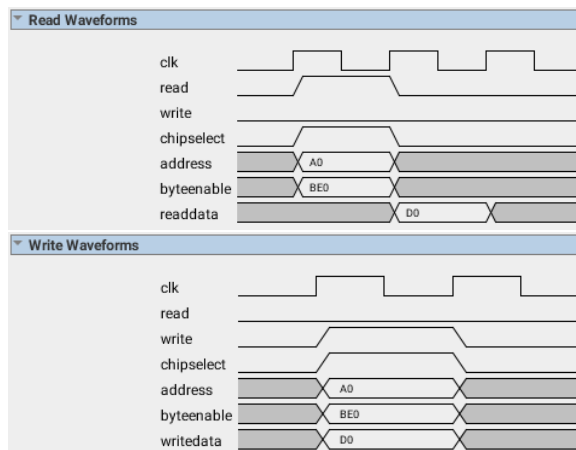 Read Waveforms
clk
read
write
chipselect
address A0
byteenable BE0
readdata D0
Write Waveforms
clk
read
write
chipselect
address A0
byteenable BE0
writedata D0